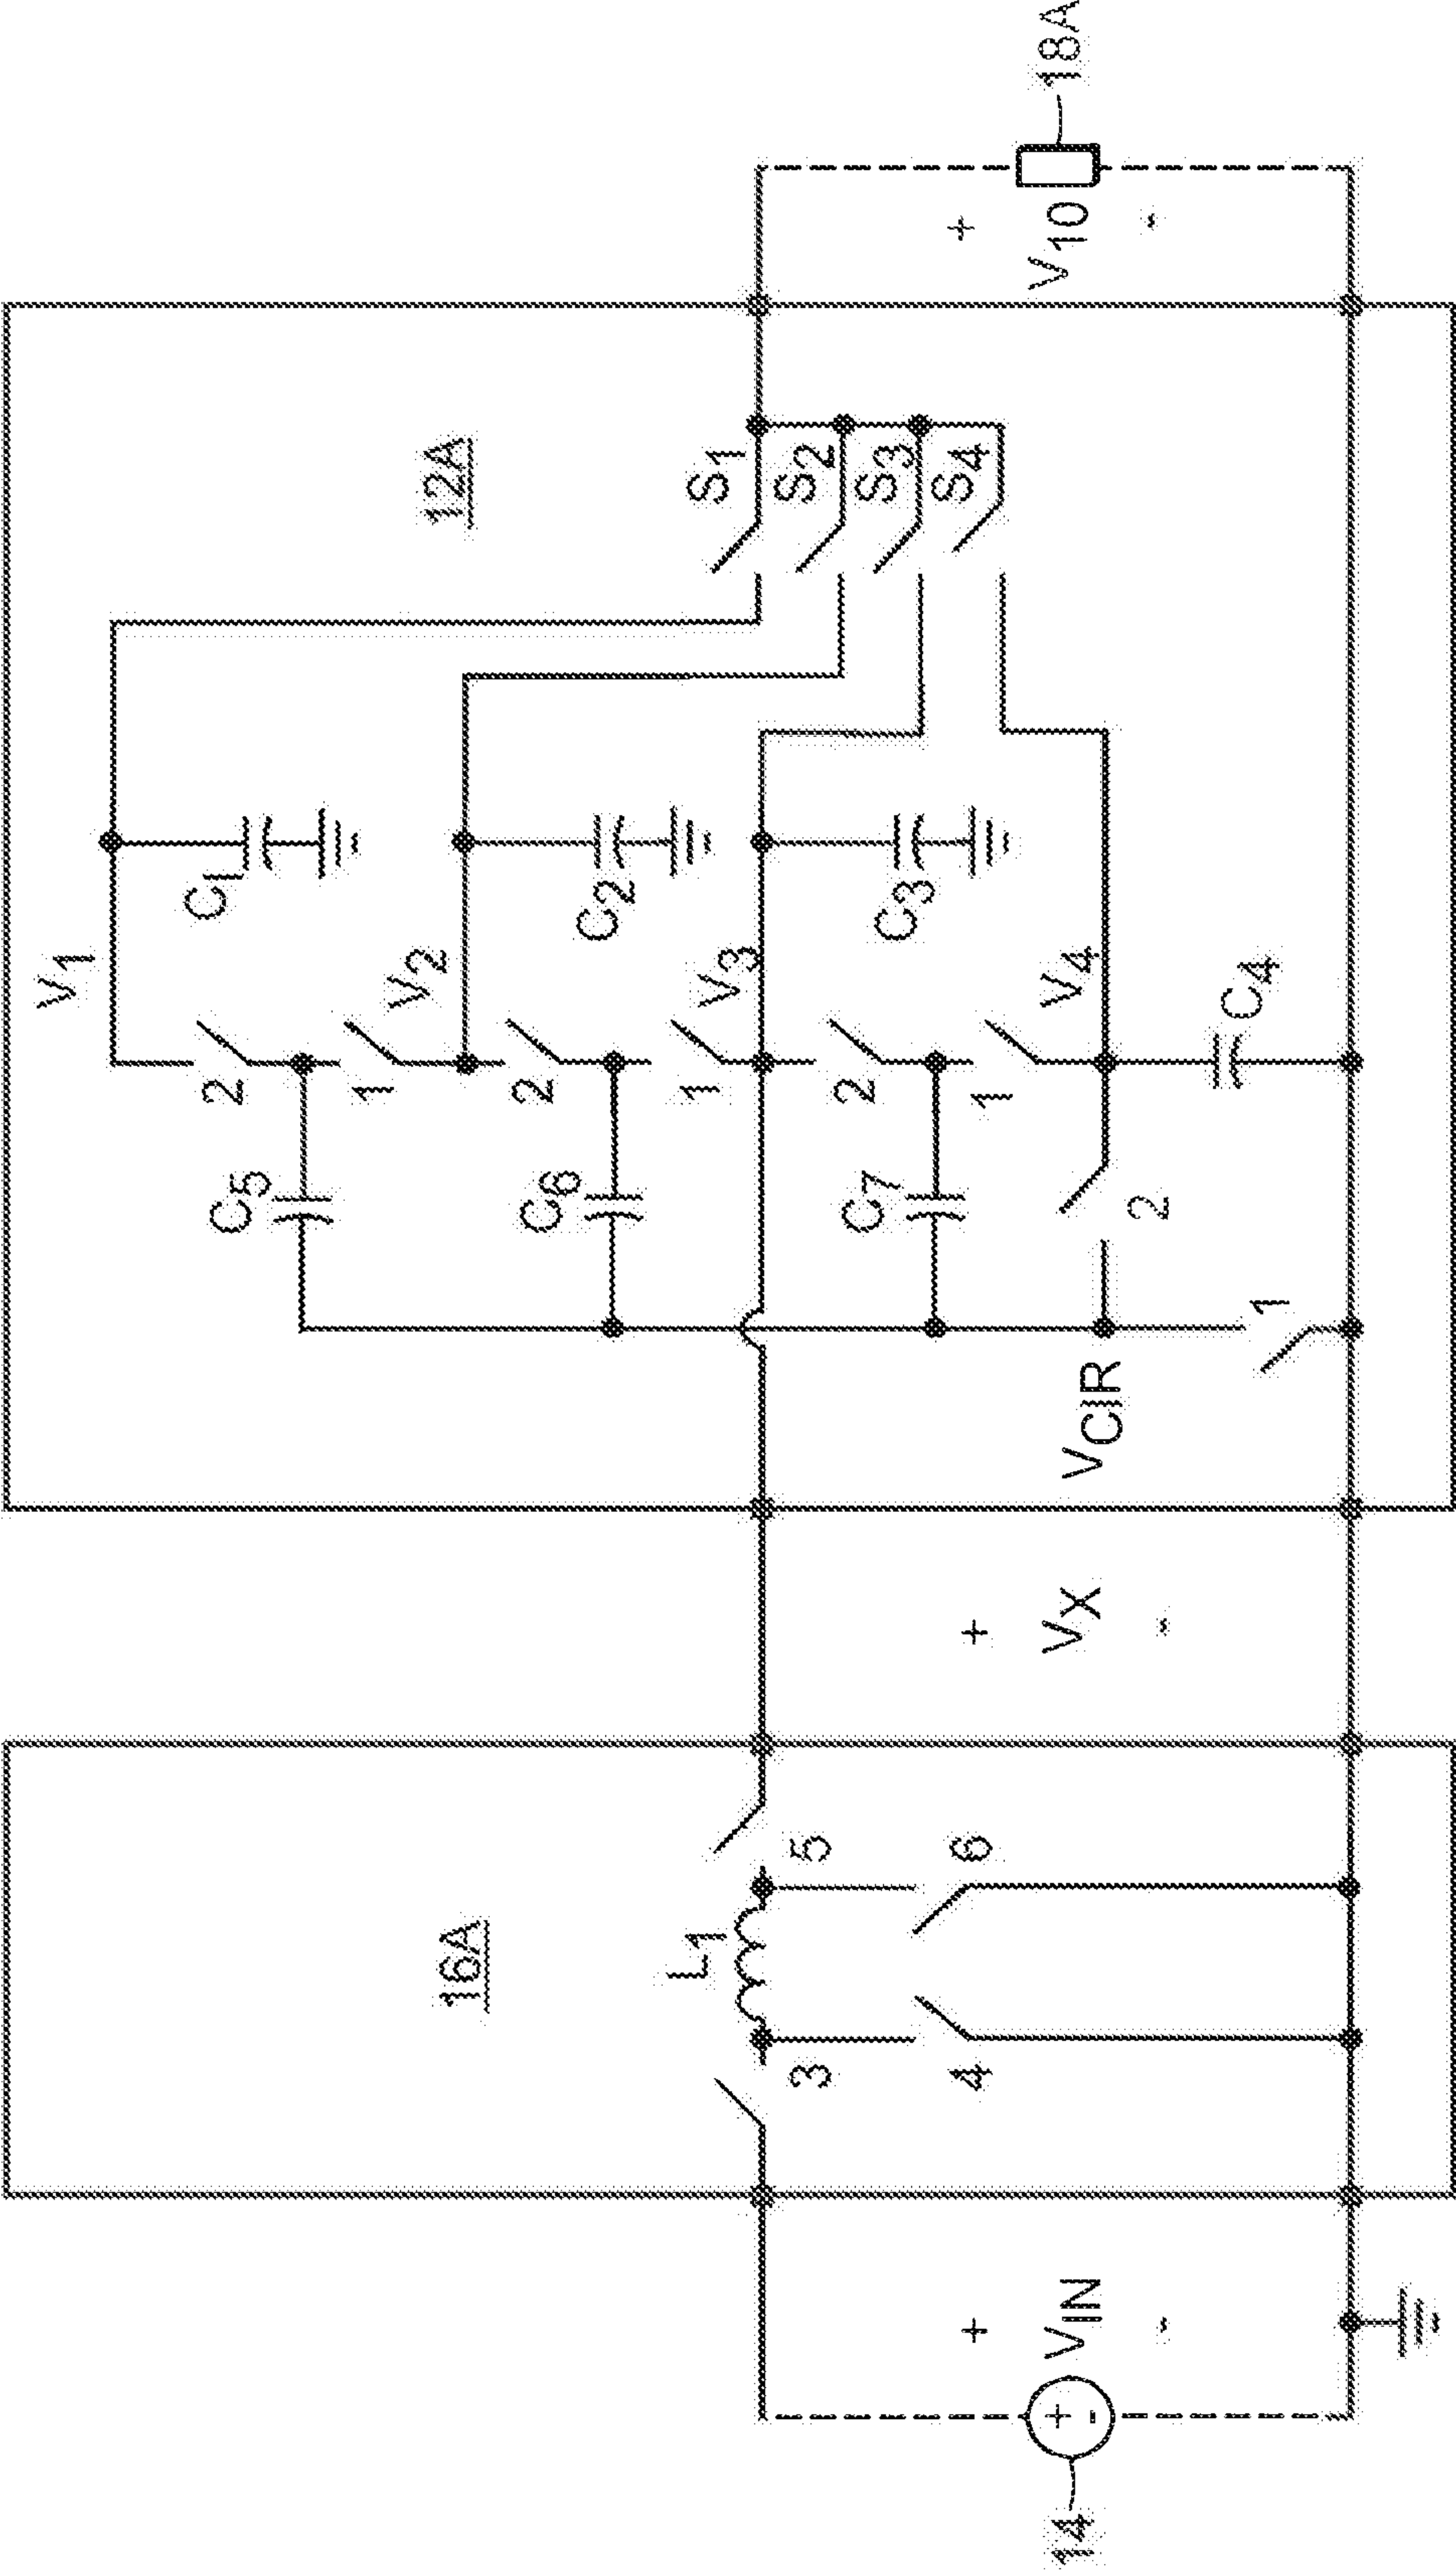 16A
12A
V1
C1
2
C5
1
V2
C2
2
C6
1
V3
C3
2
C7
1
V4
C4
2
VCIR
1
S1
S2
S3
S4
14
+
-
+
VIN
-
3
L1
5
4
6
+
VX
-
+
V10
-
18A